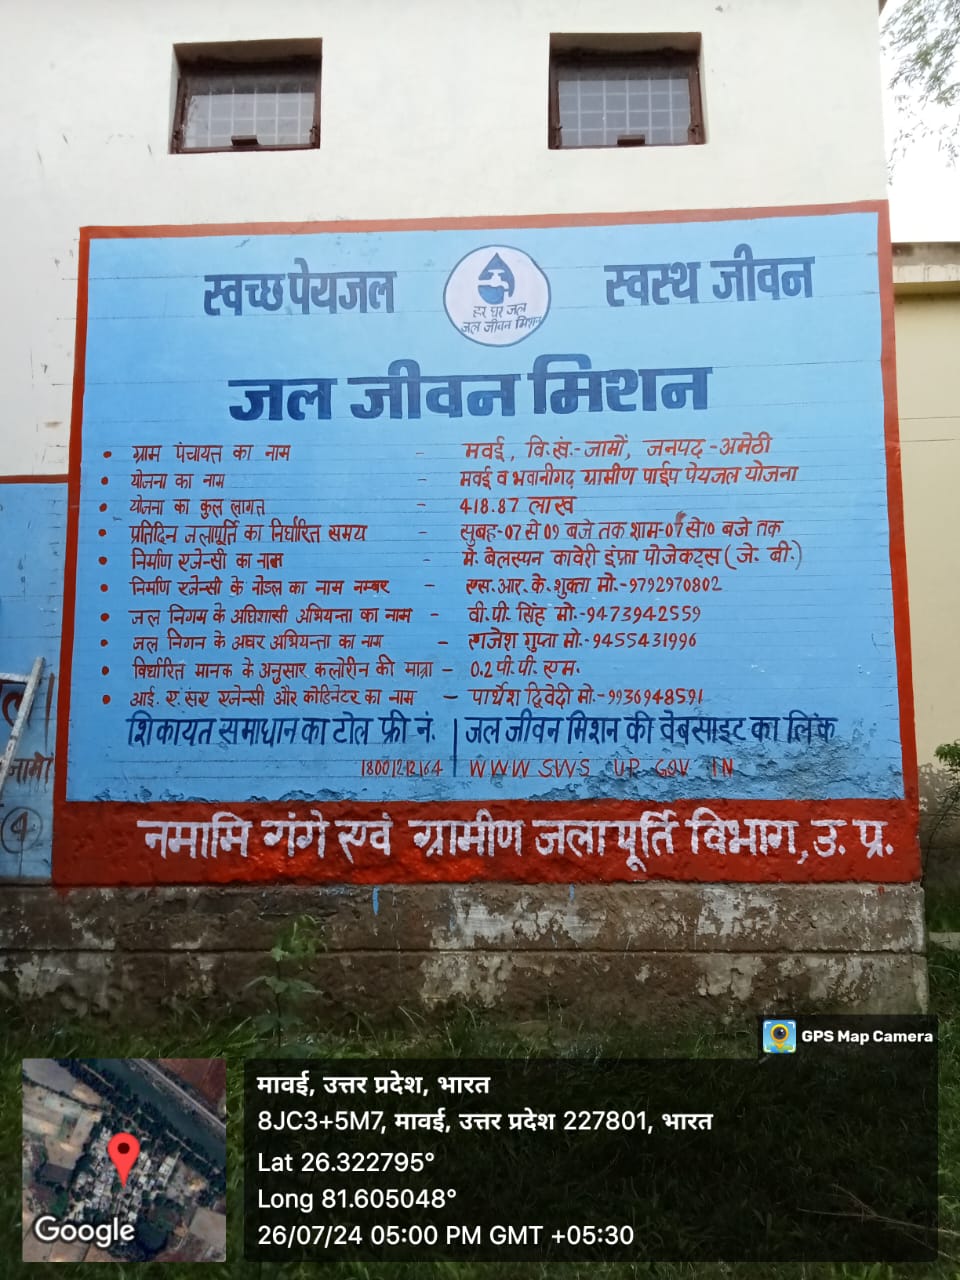 स्वच्छ पेयजल
हर घर जल
जल जीवन मिशन
स्वस्थ जीवन
जल जीवन मिशन
• ग्राम पंचायत का नाम - मवई, वि.खं.-जामों, जनपद-अमेठी
• योजना का नाम - मवई व भवानीगढ़ ग्रामीण पाईप पेयजल योजना
• योजना का कुल लागत - 418.87 लाख
• प्रतिदिन जलापूर्ति का निर्धारित समय - सुबह-07 से 09 बजे तक शाम- से 10 बजे तक
• निर्माण एजेन्सी का नाम - मे. बेलस्पन कावेरी इंफ्रा पोजेकट्स (जे. बी.)
• निर्माण एजेन्सी के नोडल का नाम नम्बर - एस.आर.के.शुक्ता मो.-9792970802
• जल निगम के अधिशासी अभियन्ता का नाम - वी.पी. सिंह मो.-9473942559
• जल निगन के अवर अभियन्ता का नाम - राजेश गुप्ता मो.-9455431996
• विर्धारित मानक के अनुसार कलोरीन की मात्रा - 0.2 पी.पी. एम.
• आई. ए. सर एजेन्सी और कोडिनेटर का नाम - पार्थेश द्विवेदी मो.-9936948591
शिकायत समाधान का टोल फ्री नं. | जल जीवन मिशन की वेबसाइट का लिंक
18001212164 | WWW SWS UP GOV IN
नमामि गंगे एवं ग्रामीण जलापूर्ति विभाग, उ. प्र.
जामो
4
GPS Map Camera
मावई, उत्तर प्रदेश, भारत
8JC3+5M7, मावई, उत्तर प्रदेश 227801, भारत
Lat 26.322795°
Long 81.605048°
26/07/24 05:00 PM GMT +05:30
Google